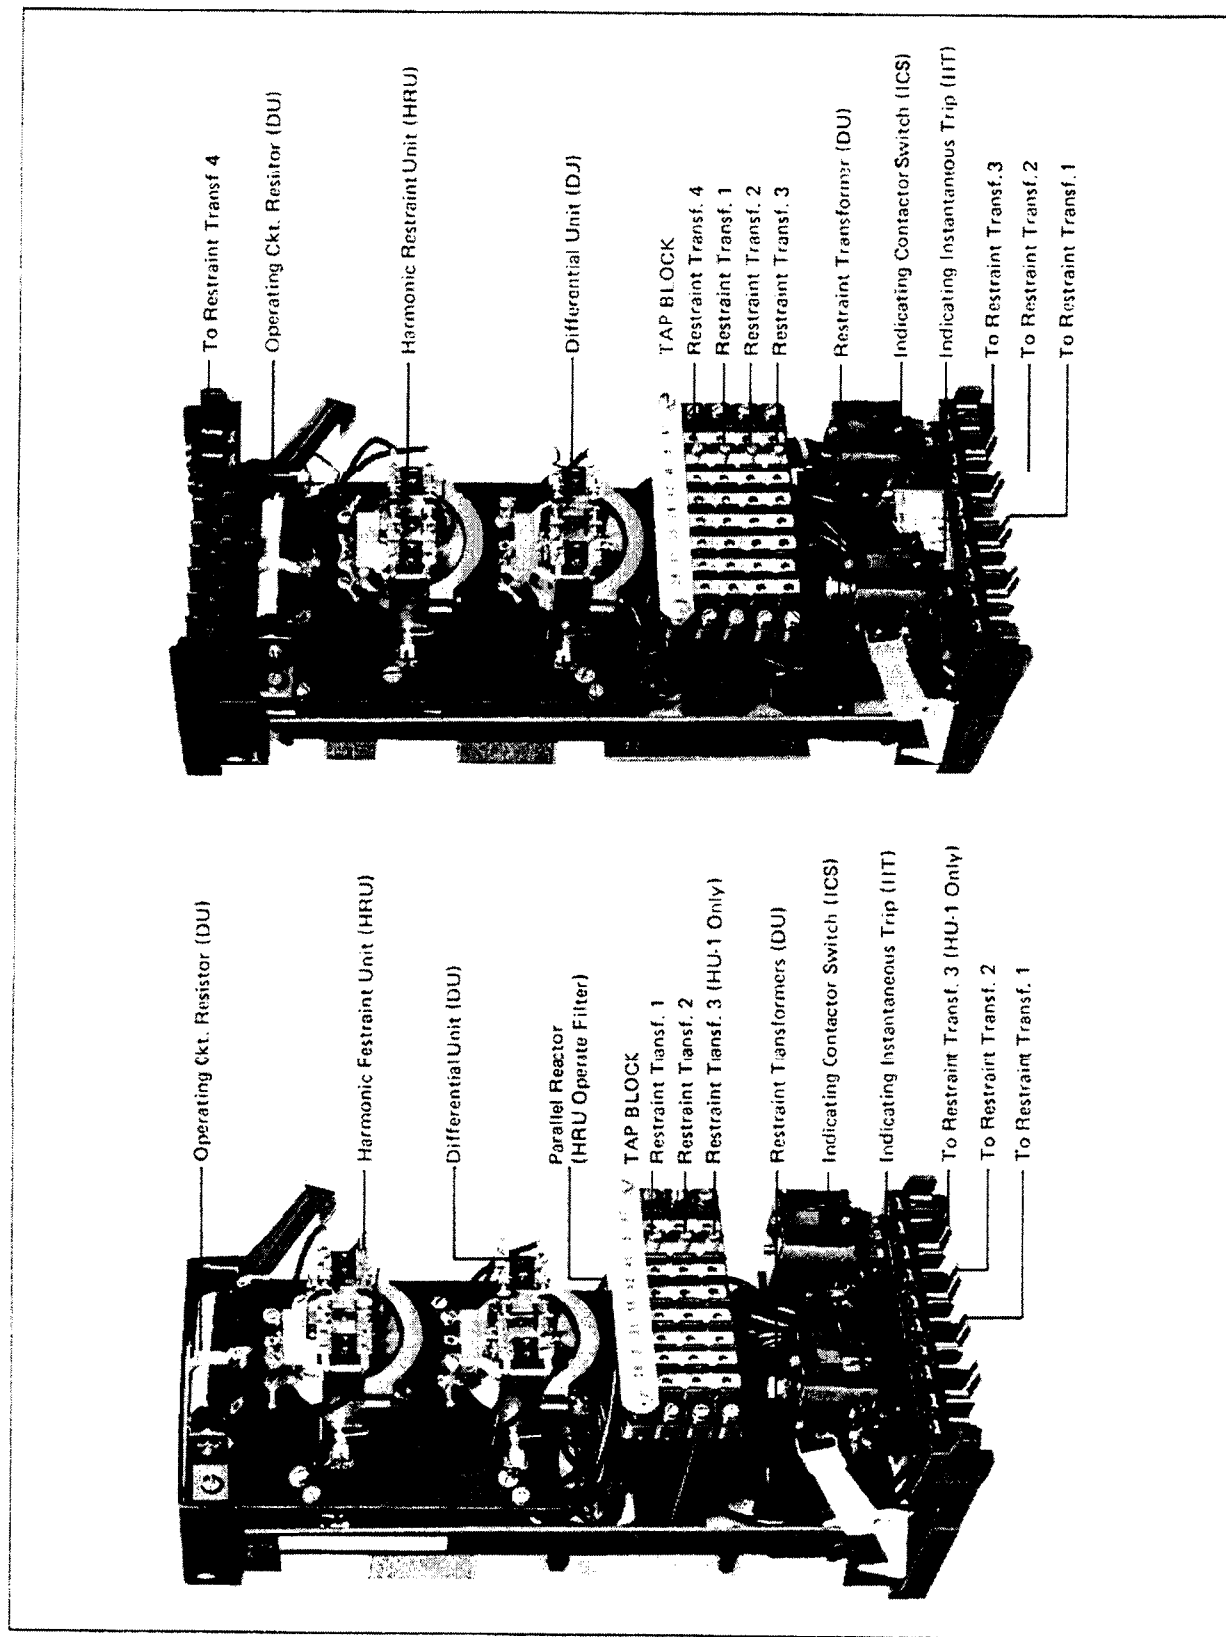 Operating Ckt. Resistor (DU)
Harmonic Festraint Unit (HRU)
Differential Unit (DU)
Parallel Reactor
(HRU Operate Filter)
TAP BLOCK
Restraint Transf. 1
Restraint Transf. 2
Restraint Transf. 3 (HU-1 Only)
Restraint Transformers (DU)
Indicating Contactor Switch (ICS)
Indicating Instantaneous Trip (IIT)
To Restraint Transf. 3 (HU-1 Only)
To Restraint Transf. 2
To Restraint Transf. 1
To Restraint Transf 4
Operating Ckt. Resistor (DU)
Harmonic Restraint Unit (HRU)
Differential Unit (DJ)
TAP BLOCK
Restraint Transf. 4
Restraint Transf. 1
Restraint Transf. 2
Restraint Transf. 3
Restraint Transformer (DU)
Indicating Contactor Switch (ICS)
Indicating Instantaneous Trip (IIT)
To Restraint Transf. 3
To Restraint Transf. 2
To Restraint Transf. 1